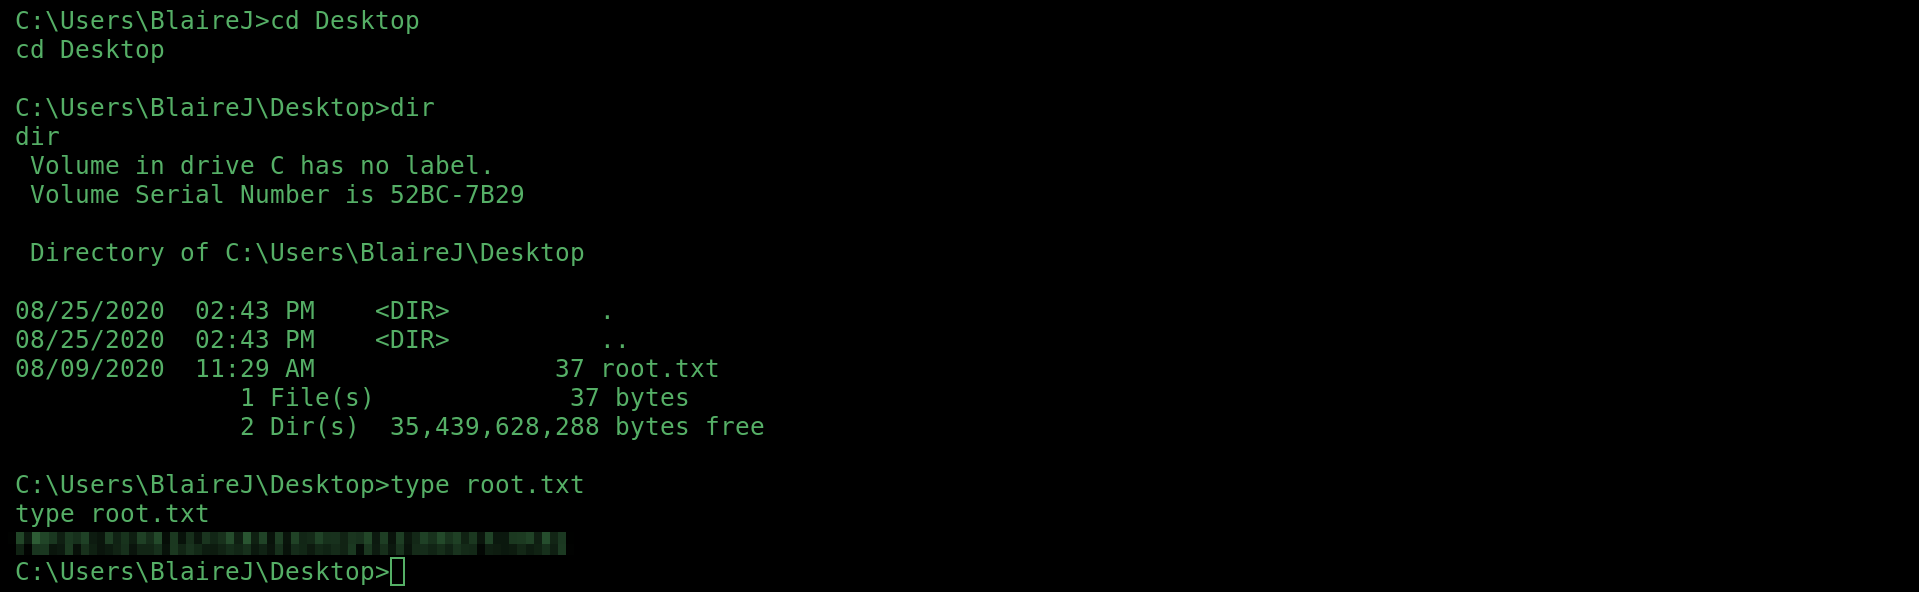 C:\Users\BlaireJ>cd Desktop
cd Desktop
C:\Users\BlaireJ\Desktop>dir
dir
Volume in drive C has no label.
Volume Serial Number is 52BC-7B29
Directory of C:\Users\BlaireJ\Desktop
08/25/2020  02:43 PM    <DIR>          .
08/25/2020  02:43 PM    <DIR>          ..
08/09/2020  11:29 AM                37 root.txt
1 File(s)             37 bytes
2 Dir(s)  35,439,628,288 bytes free
C:\Users\BlaireJ\Desktop>type root.txt
type root.txt
C:\Users\BlaireJ\Desktop>